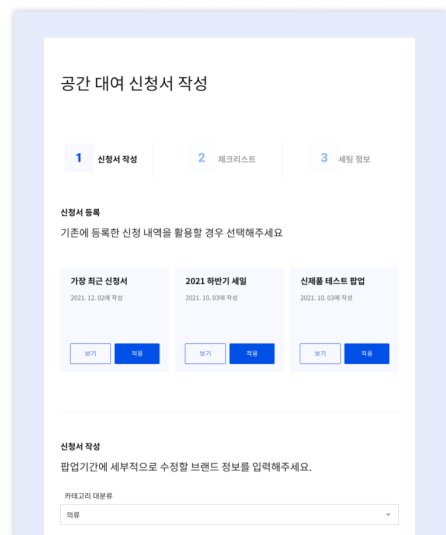 공간 대여 신청서 작성
1 신청서 작성 2 체크리스트 3 세팅 정보
신청서 등록
기존에 등록한 신청 내역을 활용할 경우 선택해주세요
가장 최근 신청서 2021 하반기 세일 신제품 테스트 팝업
2021. 12. 02에 작성 2021. 10. 03에 작성 2021. 10. 03에 작성
보기 적용 보기 적용 보기 적용
신청서 작성
팝업기간에 세부적으로 수정할 브랜드 정보를 입력해주세요.
카테고리 대분류
의류